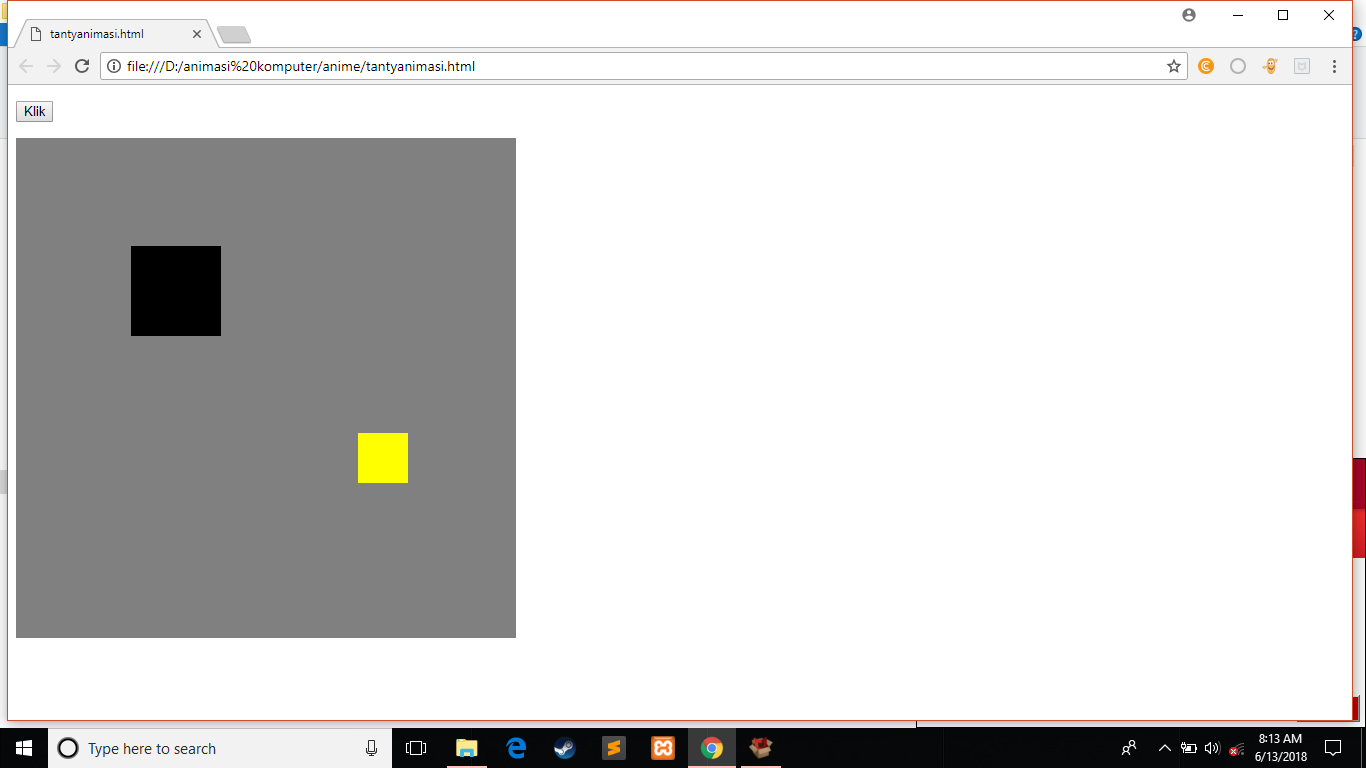 tantyanimasi.html
file:///D:/animasi%20komputer/anime/tantyanimasi.html
Klik
Type here to search
8:13 AM
6/13/2018